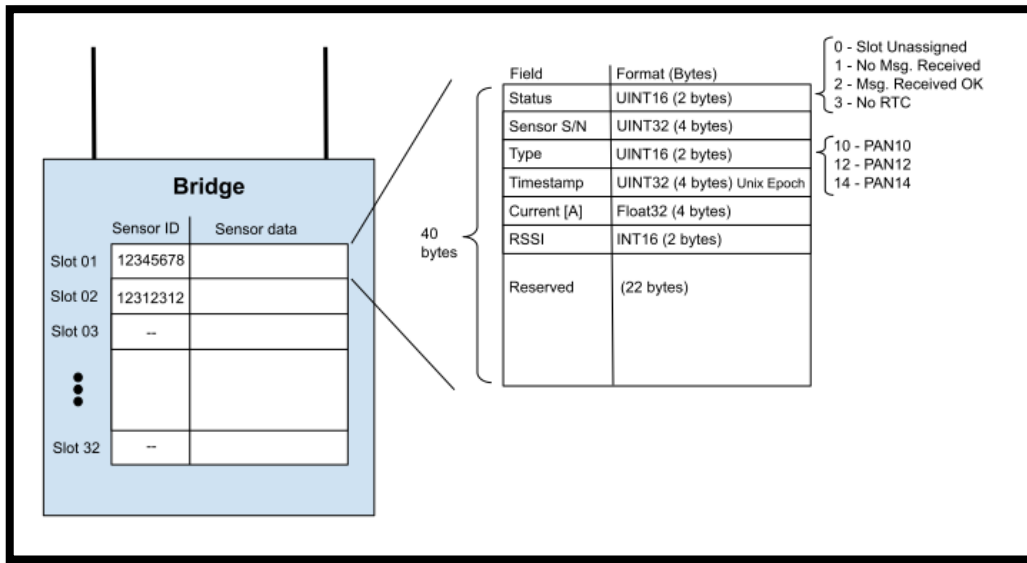 Bridge
Sensor ID Sensor data
Slot 01 12345678
Slot 02 12312312
Slot 03 --
Slot 32 --
40
bytes
Field Format (Bytes)
Status UINT16 (2 bytes)
Sensor S/N UINT32 (4 bytes)
Type UINT16 (2 bytes)
Timestamp UINT32 (4 bytes) Unix Epoch
Current [A] Float32 (4 bytes)
RSSI INT16 (2 bytes)
Reserved (22 bytes)
0 - Slot Unassigned
1 - No Msg. Received
2 - Msg. Received OK
3 - No RTC
10 - PAN10
12 - PAN12
14 - PAN14